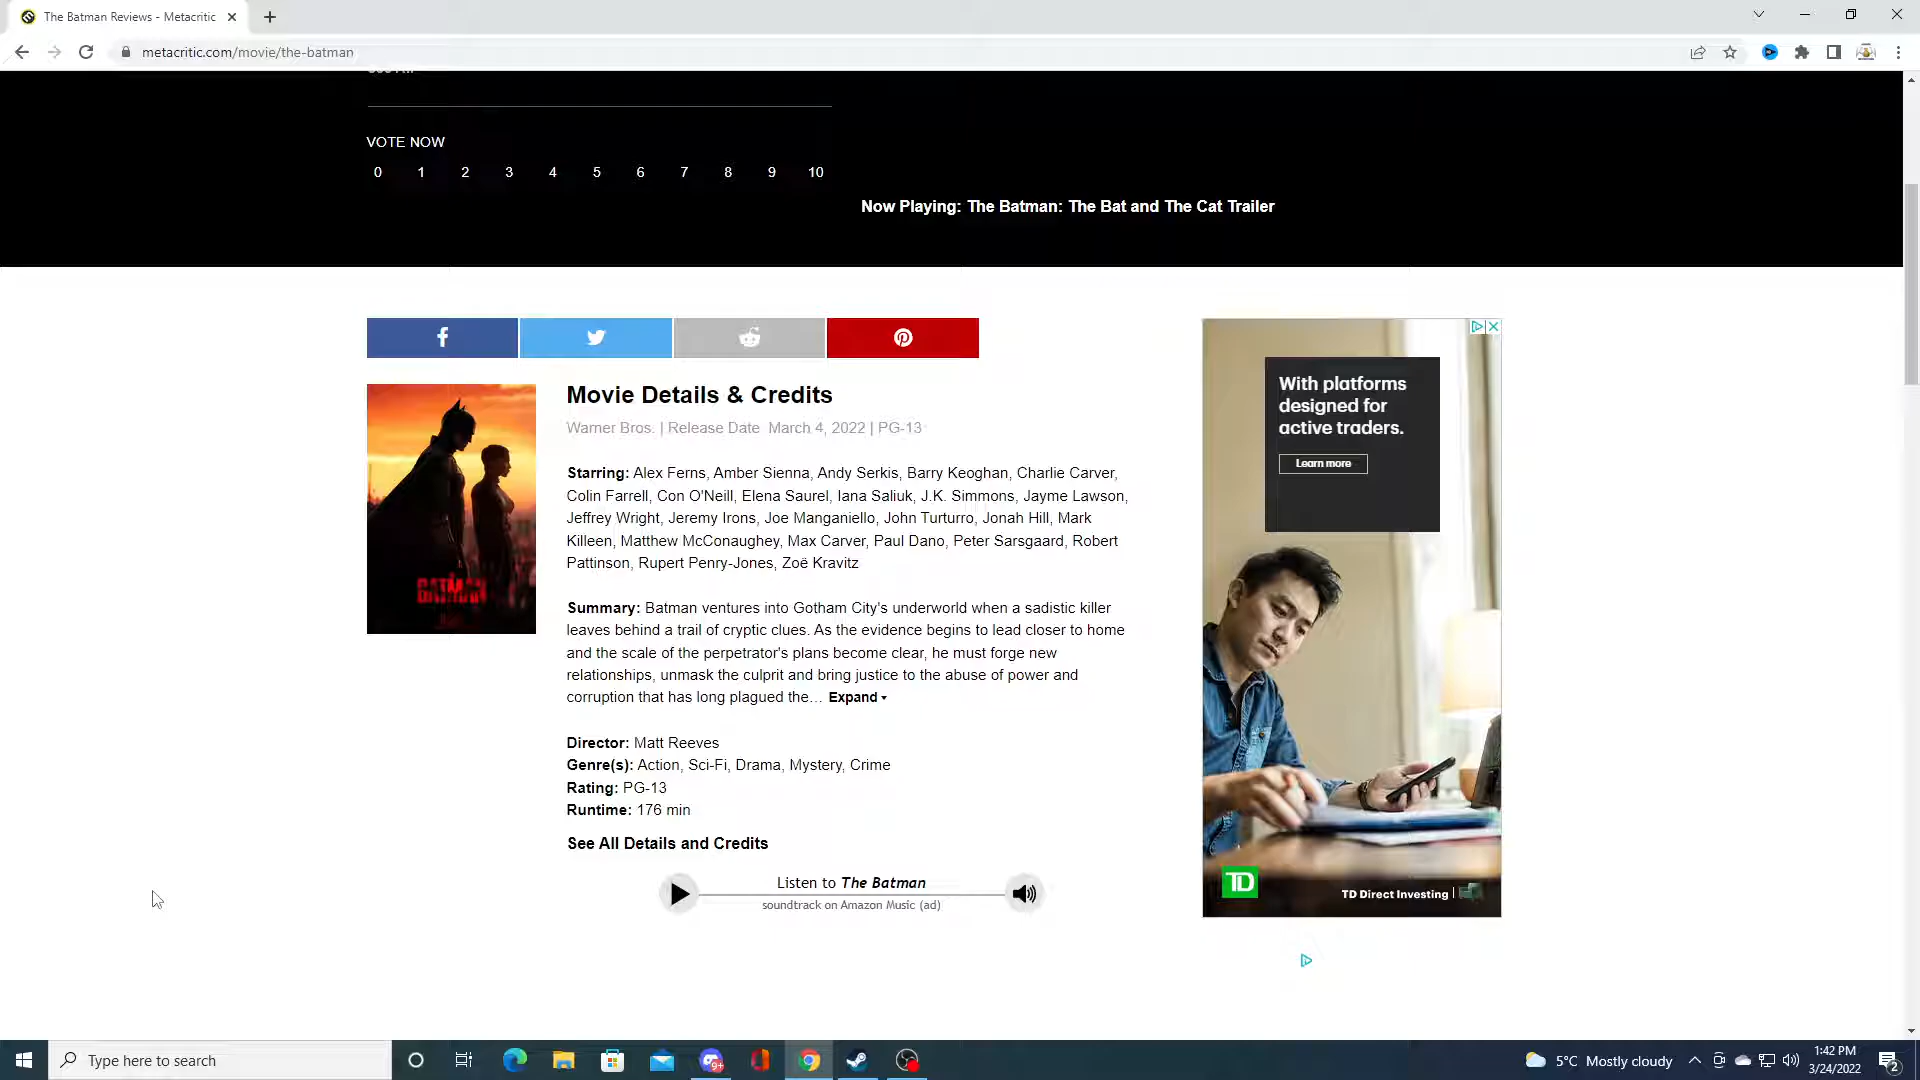 The Batman Reviews - Metacritic
metacritic.com/movie/the-batman
VOTE NOW
0 1 2 3 4 5 6 7 8 9 10
Now Playing: The Batman: The Bat and The Cat Trailer
Movie Details & Credits
Warner Bros. | Release Date March 4, 2022 | PG-13
Starring: Alex Ferns, Amber Sienna, Andy Serkis, Barry Keoghan, Charlie Carver,
Colin Farrell, Con O'Neill, Elena Saurel, Iana Saliuk, J.K. Simmons, Jayme Lawson,
Jeffrey Wright, Jeremy Irons, Joe Manganiello, John Turturro, Jonah Hill, Mark
Killeen, Matthew McConaughey, Max Carver, Paul Dano, Peter Sarsgaard, Robert
Pattinson, Rupert Penry-Jones, Zoë Kravitz
Summary: Batman ventures into Gotham City's underworld when a sadistic killer
leaves behind a trail of cryptic clues. As the evidence begins to lead closer to home
and the scale of the perpetrator's plans become clear, he must forge new
relationships, unmask the culprit and bring justice to the abuse of power and
corruption that has long plagued the… Expand
Director: Matt Reeves
Genre(s): Action, Sci-Fi, Drama, Mystery, Crime
Rating: PG-13
Runtime: 176 min
See All Details and Credits
Listen to The Batman
soundtrack on Amazon Music (ad)
BATMAN
With platforms
designed for
active traders.
Learn more
TD
TD Direct Investing
Type here to search
9+
5°C Mostly cloudy
1:42 PM
3/24/2022
2